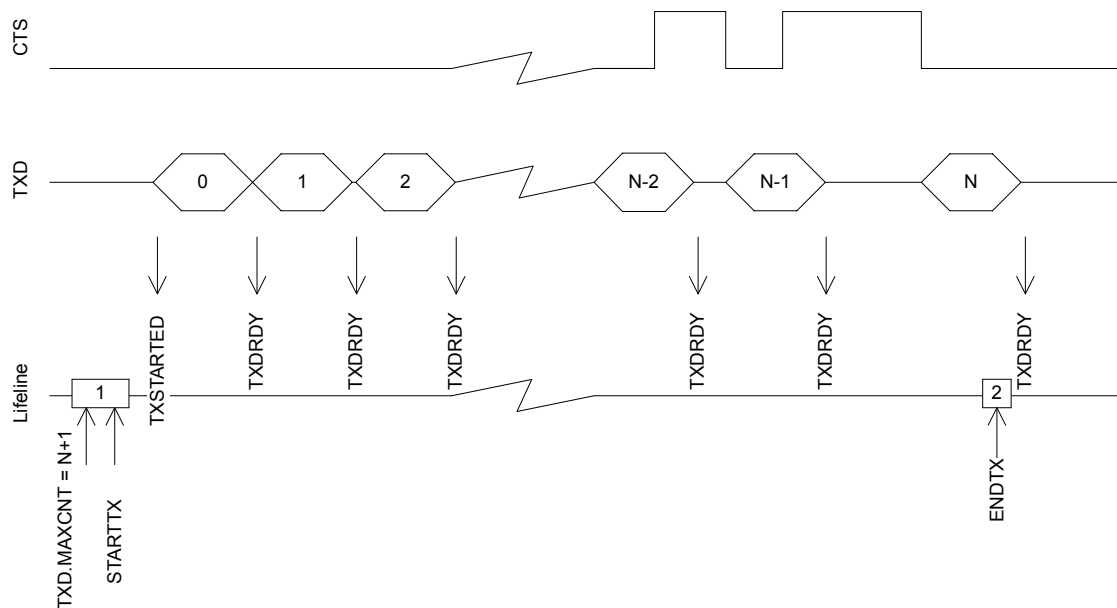 CTS
TXD
0
1
2
N-2
N-1
N
TXSTARTED
TXDRDY
TXDRDY
TXDRDY
TXDRDY
TXDRDY
TXDRDY
Lifeline
1
2
TXD.MAXCNT = N+1
STARTTX
ENDTX